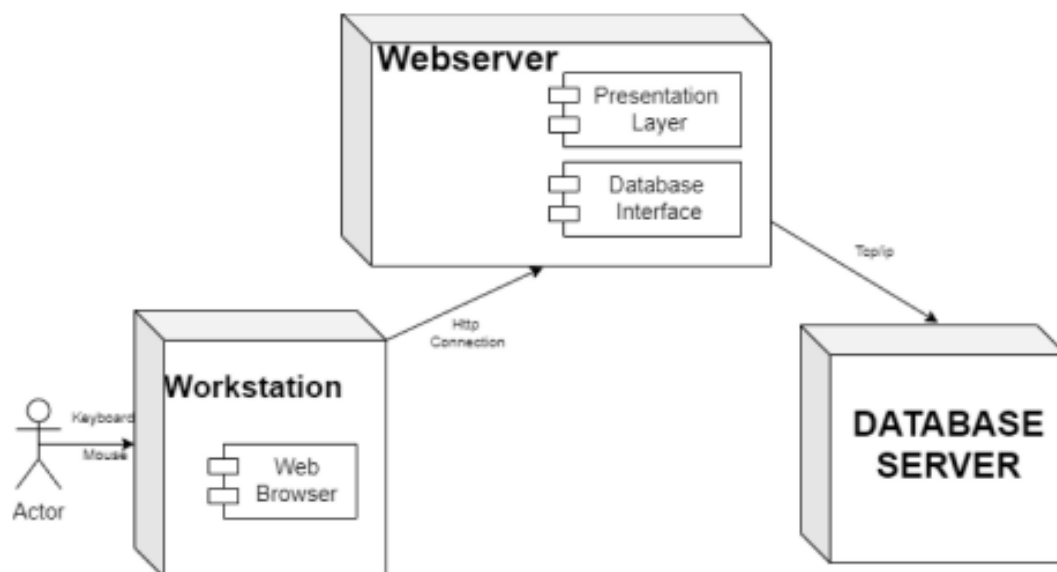 Webserver
Presentation
Layer
Database
Interface
Tcp/ip
Http
Connection
Workstation
Keyboard
Mouse
Web
Browser
Actor
DATABASE
SERVER